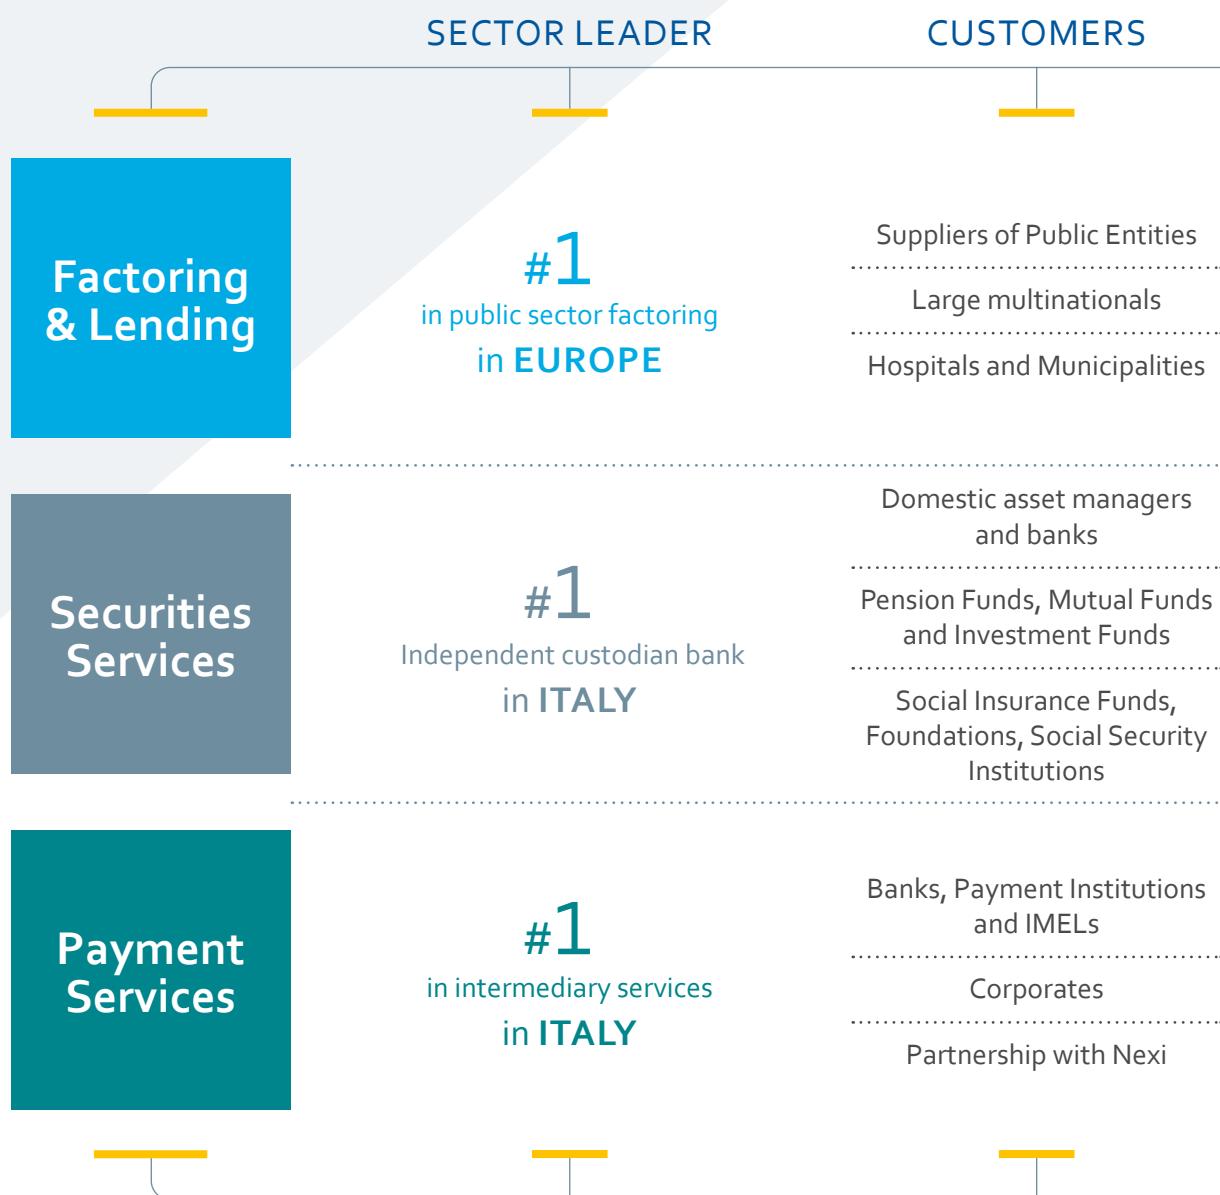 SECTOR LEADER
CUSTOMERS
Factoring
& Lending
#1
in public sector factoring
in EUROPE
Suppliers of Public Entities
Large multinationals
Hospitals and Municipalities
Securities
Services
#1
Independent custodian bank
in ITALY
Domestic asset managers
and banks
Pension Funds, Mutual Funds
and Investment Funds
Social Insurance Funds,
Foundations, Social Security
Institutions
Payment
Services
#1
in intermediary services
in ITALY
Banks, Payment Institutions
and IMELs
Corporates
Partnership with Nexi